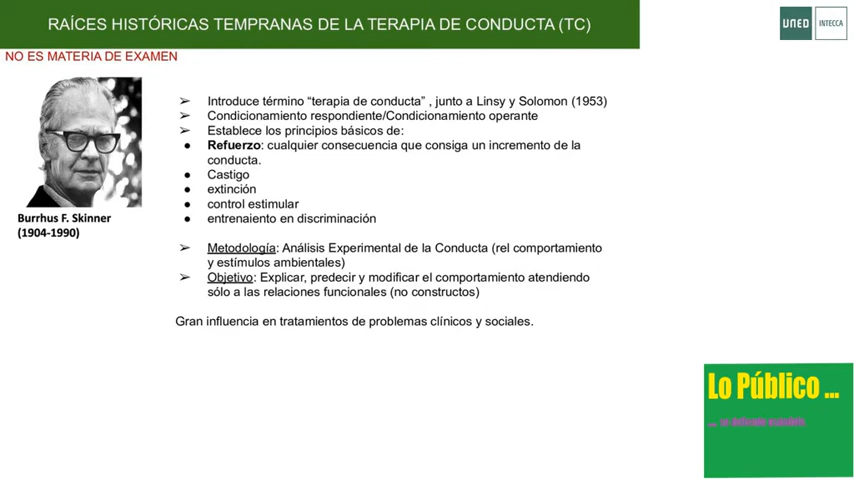 RAÍCES HISTÓRICAS TEMPRANAS DE LA TERAPIA DE CONDUCTA (TC)
UNED
INTECCA
NO ES MATERIA DE EXAMEN
➢ Introduce término “terapia de conducta” , junto a Linsy y Solomon (1953)
➢ Condicionamiento respondiente/Condicionamiento operante
➢ Establece los principios básicos de:
● Refuerzo: cualquier consecuencia que consiga un incremento de la
conducta.
● Castigo
● extinción
● control estimular
● entrenaiento en discriminación
Burrhus F. Skinner
(1904-1990)
➢ Metodología: Análisis Experimental de la Conducta (rel comportamiento
y estímulos ambientales)
➢ Objetivo: Explicar, predecir y modificar el comportamiento atendiendo
sólo a las relaciones funcionales (no constructos)
Gran influencia en tratamientos de problemas clínicos y sociales.
Lo Público ...
.... se defiende